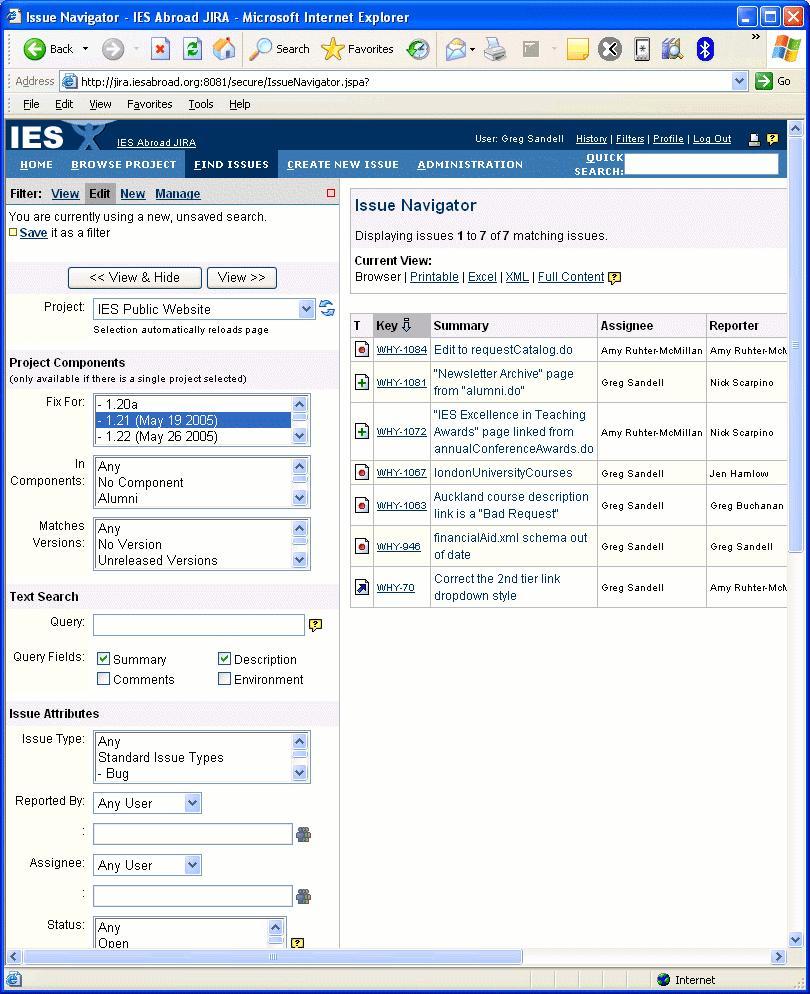 Issue Navigator - IES Abroad JIRA - Microsoft Internet Explorer
Back Search Favorites
Address http://jira.iesabroad.org:8081/secure/IssueNavigator.jspa? Go
File Edit View Favorites Tools Help
IES IES Abroad JIRA User: Greg Sandell History | Filters | Profile | Log Out ?
HOME BROWSE PROJECT FIND ISSUES CREATE NEW ISSUE ADMINISTRATION QUICK SEARCH:
Filter: View Edit New Manage
You are currently using a new, unsaved search.
Save it as a filter
<< View & Hide View >>
Project: IES Public Website
Selection automatically reloads page
Project Components
(only available if there is a single project selected)
Fix For: - 1.20a
- 1.21 (May 19 2005)
- 1.22 (May 26 2005)
In Components: Any
No Component
Alumni
Matches Versions: Any
No Version
Unreleased Versions
Text Search
Query: ?
Query Fields: Summary Description
Comments Environment
Issue Attributes
Issue Type: Any
Standard Issue Types
- Bug
Reported By: Any User
:
Assignee: Any User
:
Status: Any
Open ?
Issue Navigator
Displaying issues 1 to 7 of 7 matching issues.
Current View:
Browser | Printable | Excel | XML | Full Content ?
T Key Summary Assignee Reporter
WHY-1084 Edit to requestCatalog.do Amy Ruhter-McMillan Amy Ruhter-McM
WHY-1081 "Newsletter Archive" page from "alumni.do" Greg Sandell Nick Scarpino
WHY-1072 "IES Excellence in Teaching Awards" page linked from annualConferenceAwards.do Amy Ruhter-McMillan Nick Scarpino
WHY-1067 londonUniversityCourses Greg Sandell Jen Hamlow
WHY-1063 Auckland course description link is a "Bad Request" Greg Sandell Greg Buchanan
WHY-946 financialAid.xml schema out of date Greg Sandell Greg Sandell
WHY-70 Correct the 2nd tier link dropdown style Greg Sandell Amy Ruhter-McM
Internet